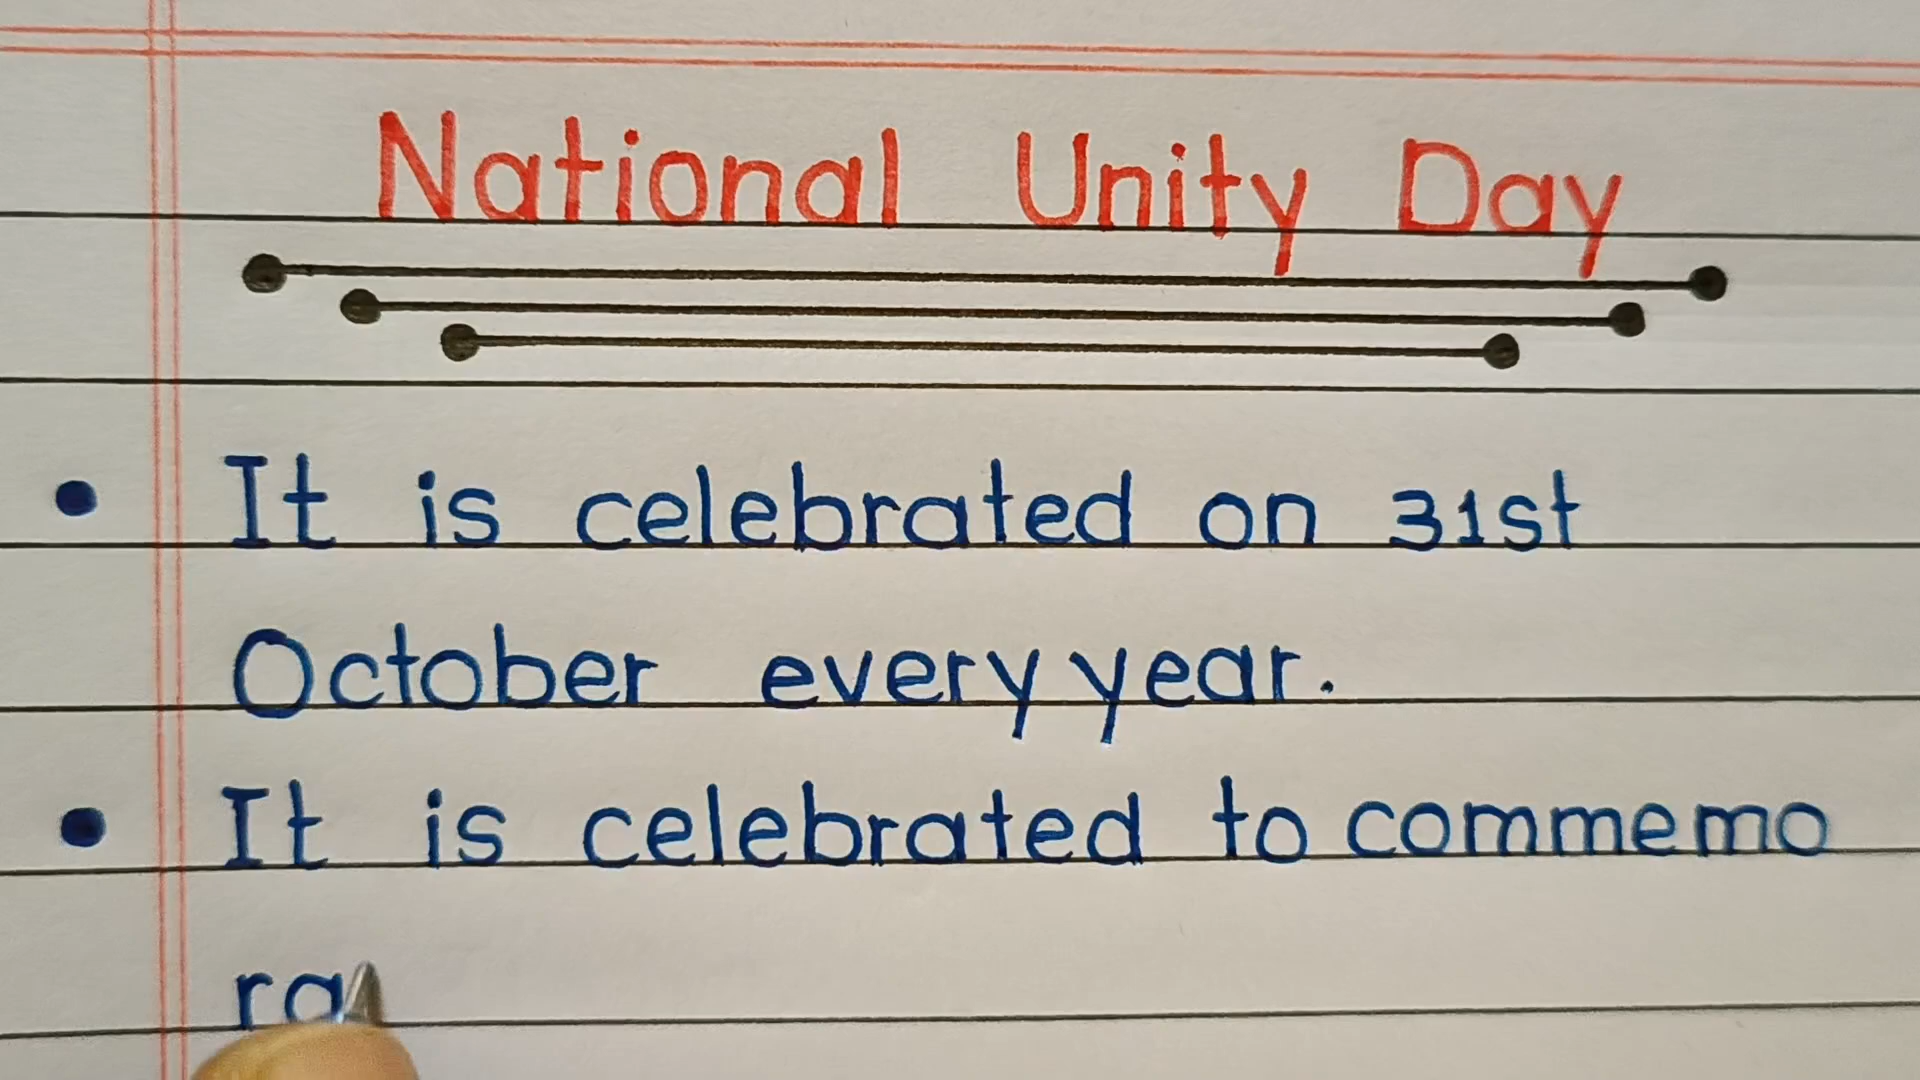 National Unity Day
• It is celebrated on 31st
October every year.
• It is celebrated to commemo
ra